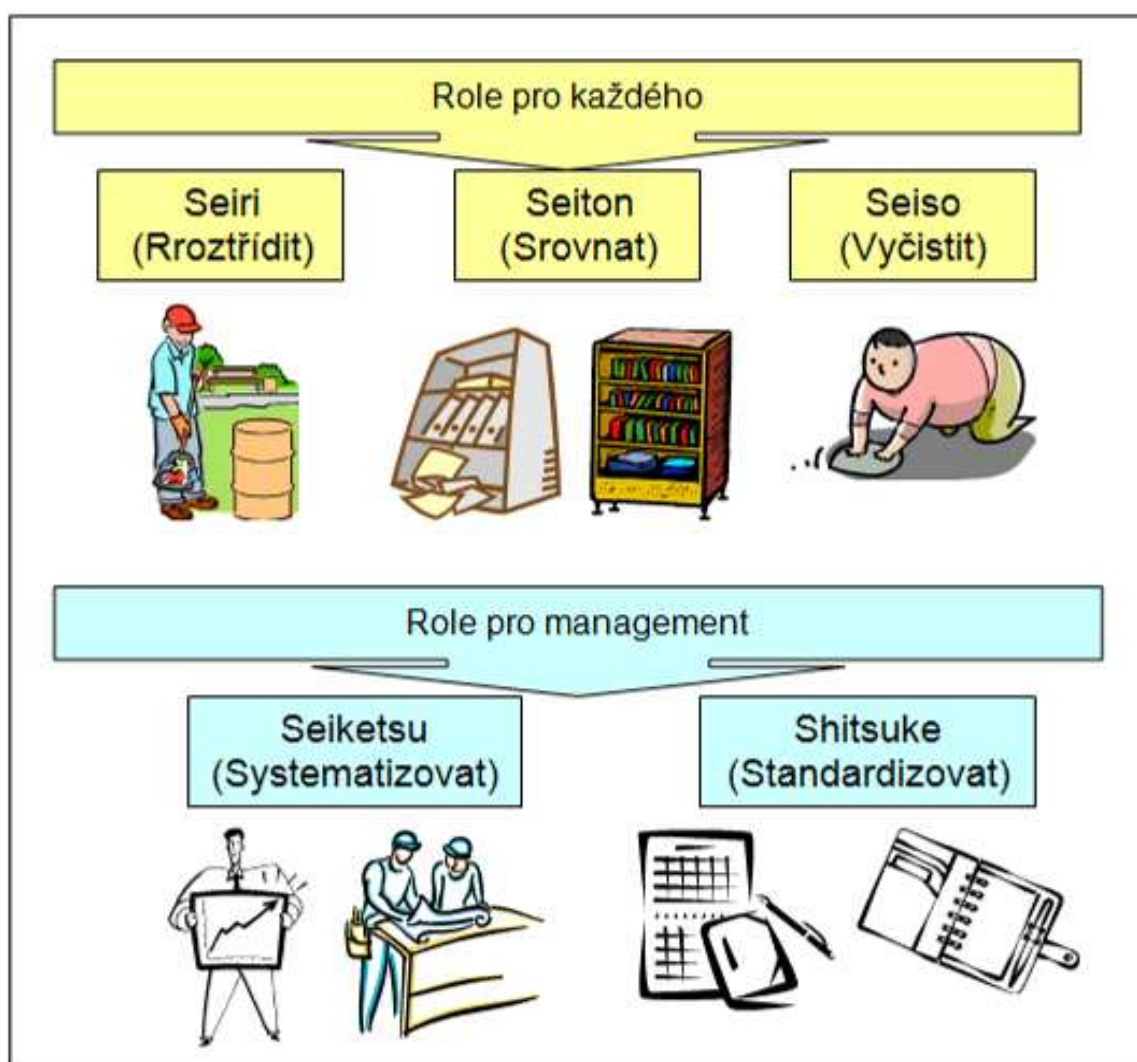 Role pro každého
Seiri
(Rroztřídit)
Seiton
(Srovnat)
Seiso
(Vyčistit)
Role pro management
Seiketsu
(Systematizovat)
Shitsuke
(Standardizovat)